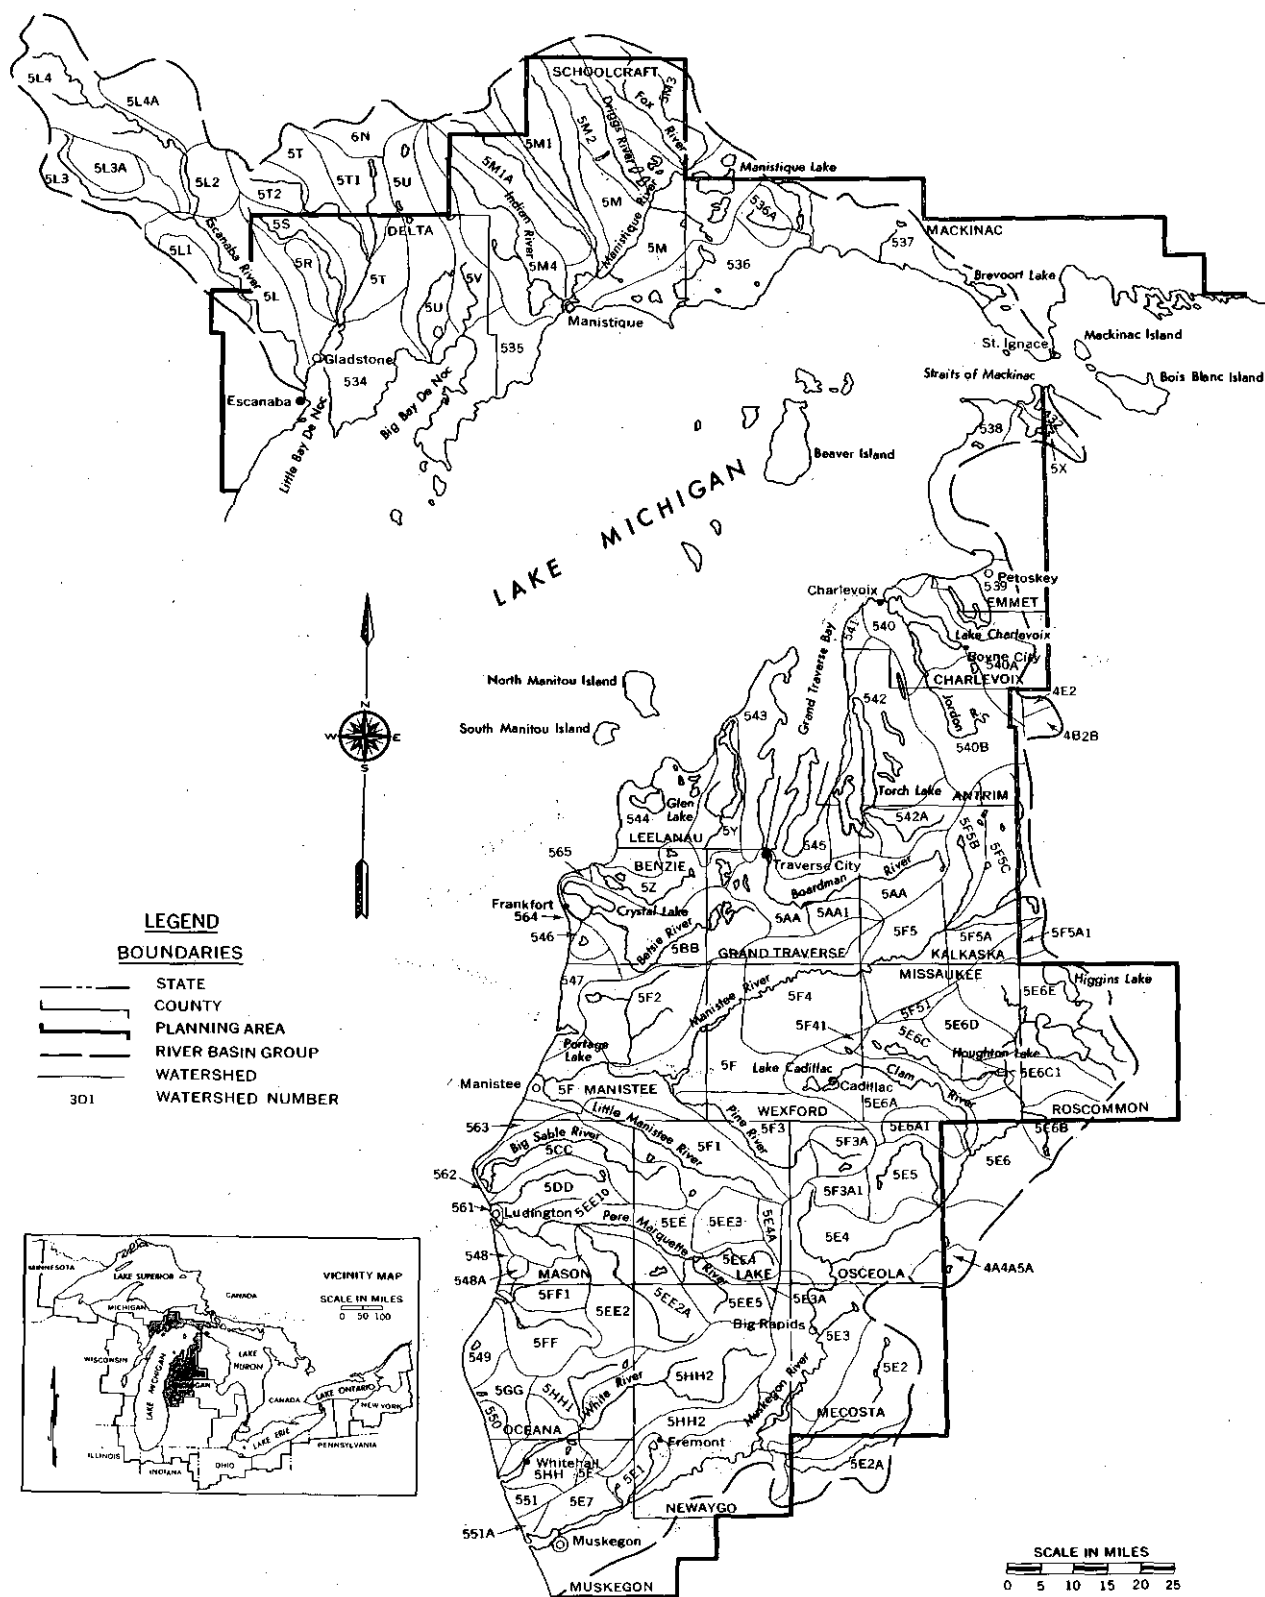 SCHOOLCRAFT
5L4
5L4A
5M3
Fox River
Driggs River
6N
5M1
5M2
5T
5L3A
5L3
5L2
5T2
5T1
5U
5M1A
Indian River
5M
Manistique River
Manistique Lake
536A
5S
DELTA
MACKINAC
537
5L1
Escanaba River
5R
5L
5T
5V
5U
5M4
5M
536
Brevoort Lake
Manistique
Mackinac Island
St. Ignace
535
Gladstone
534
Straits of Mackinac
Bois Blanc Island
Escanaba
Little Bay De Noc
Big Bay De Noc
538
432
5X
Beaver Island
LAKE MICHIGAN
Petoskey
539
EMMET
Charlevoix
541
540
Lake Charlevoix
Boyne City
540A
CHARLEVOIX
Grand Traverse Bay
North Manitou Island
South Manitou Island
543
542
Jordon
540B
4E2
4B2B
N
W
E
S
Torch Lake
ANTRIM
Glen Lake
544
LEELANAU
5Y
542A
5F5B
5F5C
545
565
BENZIE
5Z
Traverse City
Boardman River
5AA
Frankfort
564
Crystal Lake
5AA
5AA1
546
Betsie River
5BB
5F5
5F5A
5F5A1
GRAND TRAVERSE
KALKASKA
MISSAUKEE
Higgins Lake
547
5F2
Manistee River
5F4
5E6E
5F51
5F41
5E6D
5E6C
Houghton Lake
Portage Lake
5F
Lake Cadillac
Clam River
5E6C1
Manistee
5F
MANISTEE
Cadillac
5E6A
WEXFORD
ROSCOMMON
563
Little Manistee River
Pine River
5F3
5E6A1
5E6B
Big Sable River
5F1
5F3A
5CC
5E6
562
5DD
5F3A1
5E5
561
Ludington
5EE10
Pere Marquette River
5EE
5EE3
5E4A
5E4
548
5EE4
4A4A5A
548A
MASON
LAKE
OSCEOLA
5FF1
5EE2
5EE2A
5EE5
5E3A
Big Rapids
5E3
5FF
549
5E2
5GG
5HH1
White River
5HH2
Muskegon River
550
OCEANA
5HH2
MECOSTA
Fremont
Whitehall
5HH
5E
5E1
5E2A
551
5E7
NEWAYGO
551A
Muskegon
MUSKEGON
LEGEND
BOUNDARIES
STATE
COUNTY
PLANNING AREA
RIVER BASIN GROUP
WATERSHED
3D1 WATERSHED NUMBER
VICINITY MAP
SCALE IN MILES
0 50 100
MINNESOTA
LAKE SUPERIOR
CANADA
MICHIGAN
WISCONSIN
LAKE MICHIGAN
LAKE HURON
MICHIGAN
CANADA
LAKE ONTARIO
NEW YORK
LAKE ERIE
PENNSYLVANIA
ILLINOIS
INDIANA
OHIO
SCALE IN MILES
0 5 10 15 20 25